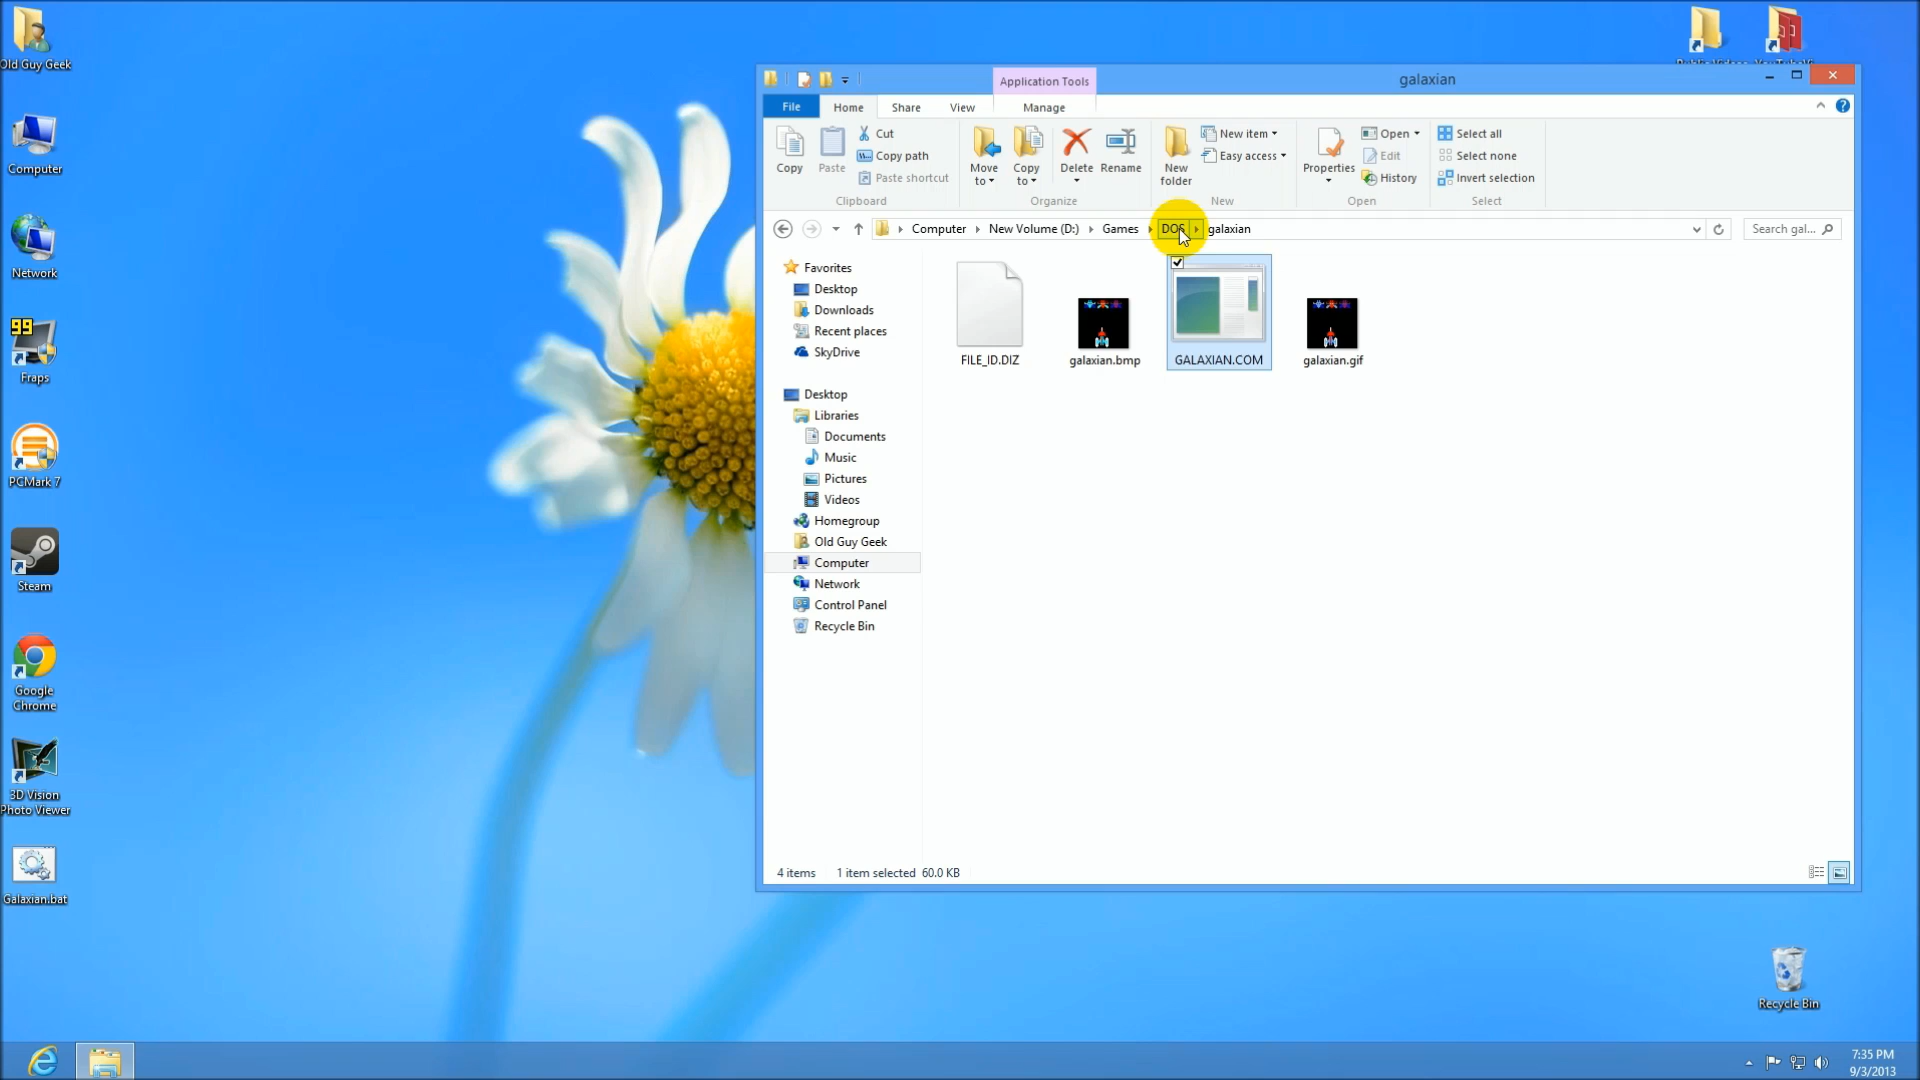 Old Guy Geek
Computer
Network
99
Fraps
PCMark 7
Steam
Google
Chrome
3D Vision
Photo Viewer
Galaxian.bat
Application Tools
galaxian
File
Home
Share
View
Manage
Copy
Paste
Cut
Copy path
Paste shortcut
Clipboard
Move
to
Copy
to
Delete
Rename
Organize
New
folder
New item
Easy access
New
Properties
Open
Edit
History
Open
Select all
Select none
Invert selection
Select
Computer
New Volume (D:)
Games
DOS
galaxian
Search gal...
Favorites
Desktop
Downloads
Recent places
SkyDrive
Desktop
Libraries
Documents
Music
Pictures
Videos
Homegroup
Old Guy Geek
Computer
Network
Control Panel
Recycle Bin
FILE_ID.DIZ
galaxian.bmp
GALAXIAN.COM
galaxian.gif
4 items
1 item selected 60.0 KB
Recycle Bin
7:35 PM
9/3/2013